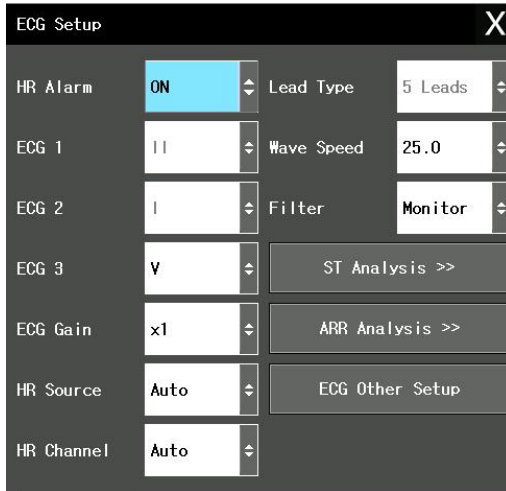 ECG Setup X
HR Alarm ON Lead Type 5 Leads
ECG 1 II Wave Speed 25.0
ECG 2 I Filter Monitor
ECG 3 V ST Analysis >>
ECG Gain x1 ARR Analysis >>
HR Source Auto ECG Other Setup
HR Channel Auto